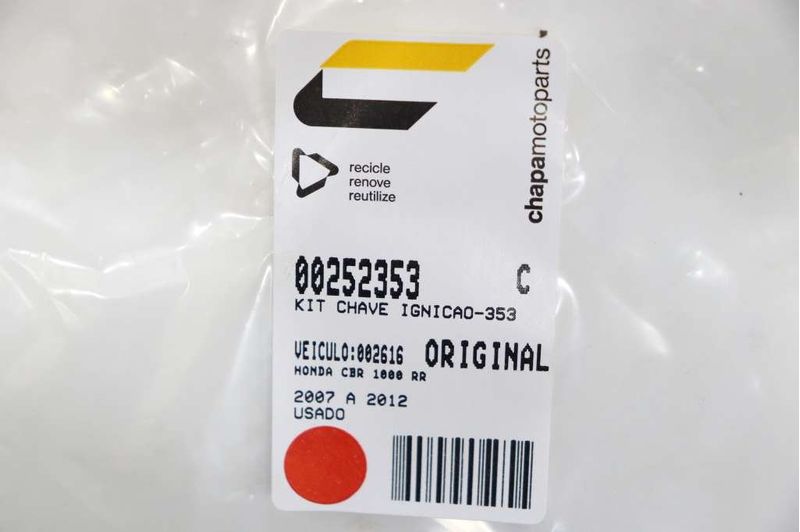 chapamotoparts
recicle
renove
reutilize
00252353 C
KIT CHAVE IGNICAO-353
VEICULO:002616 ORIGINAL
HONDA CBR 1000 RR
2007 A 2012
USADO